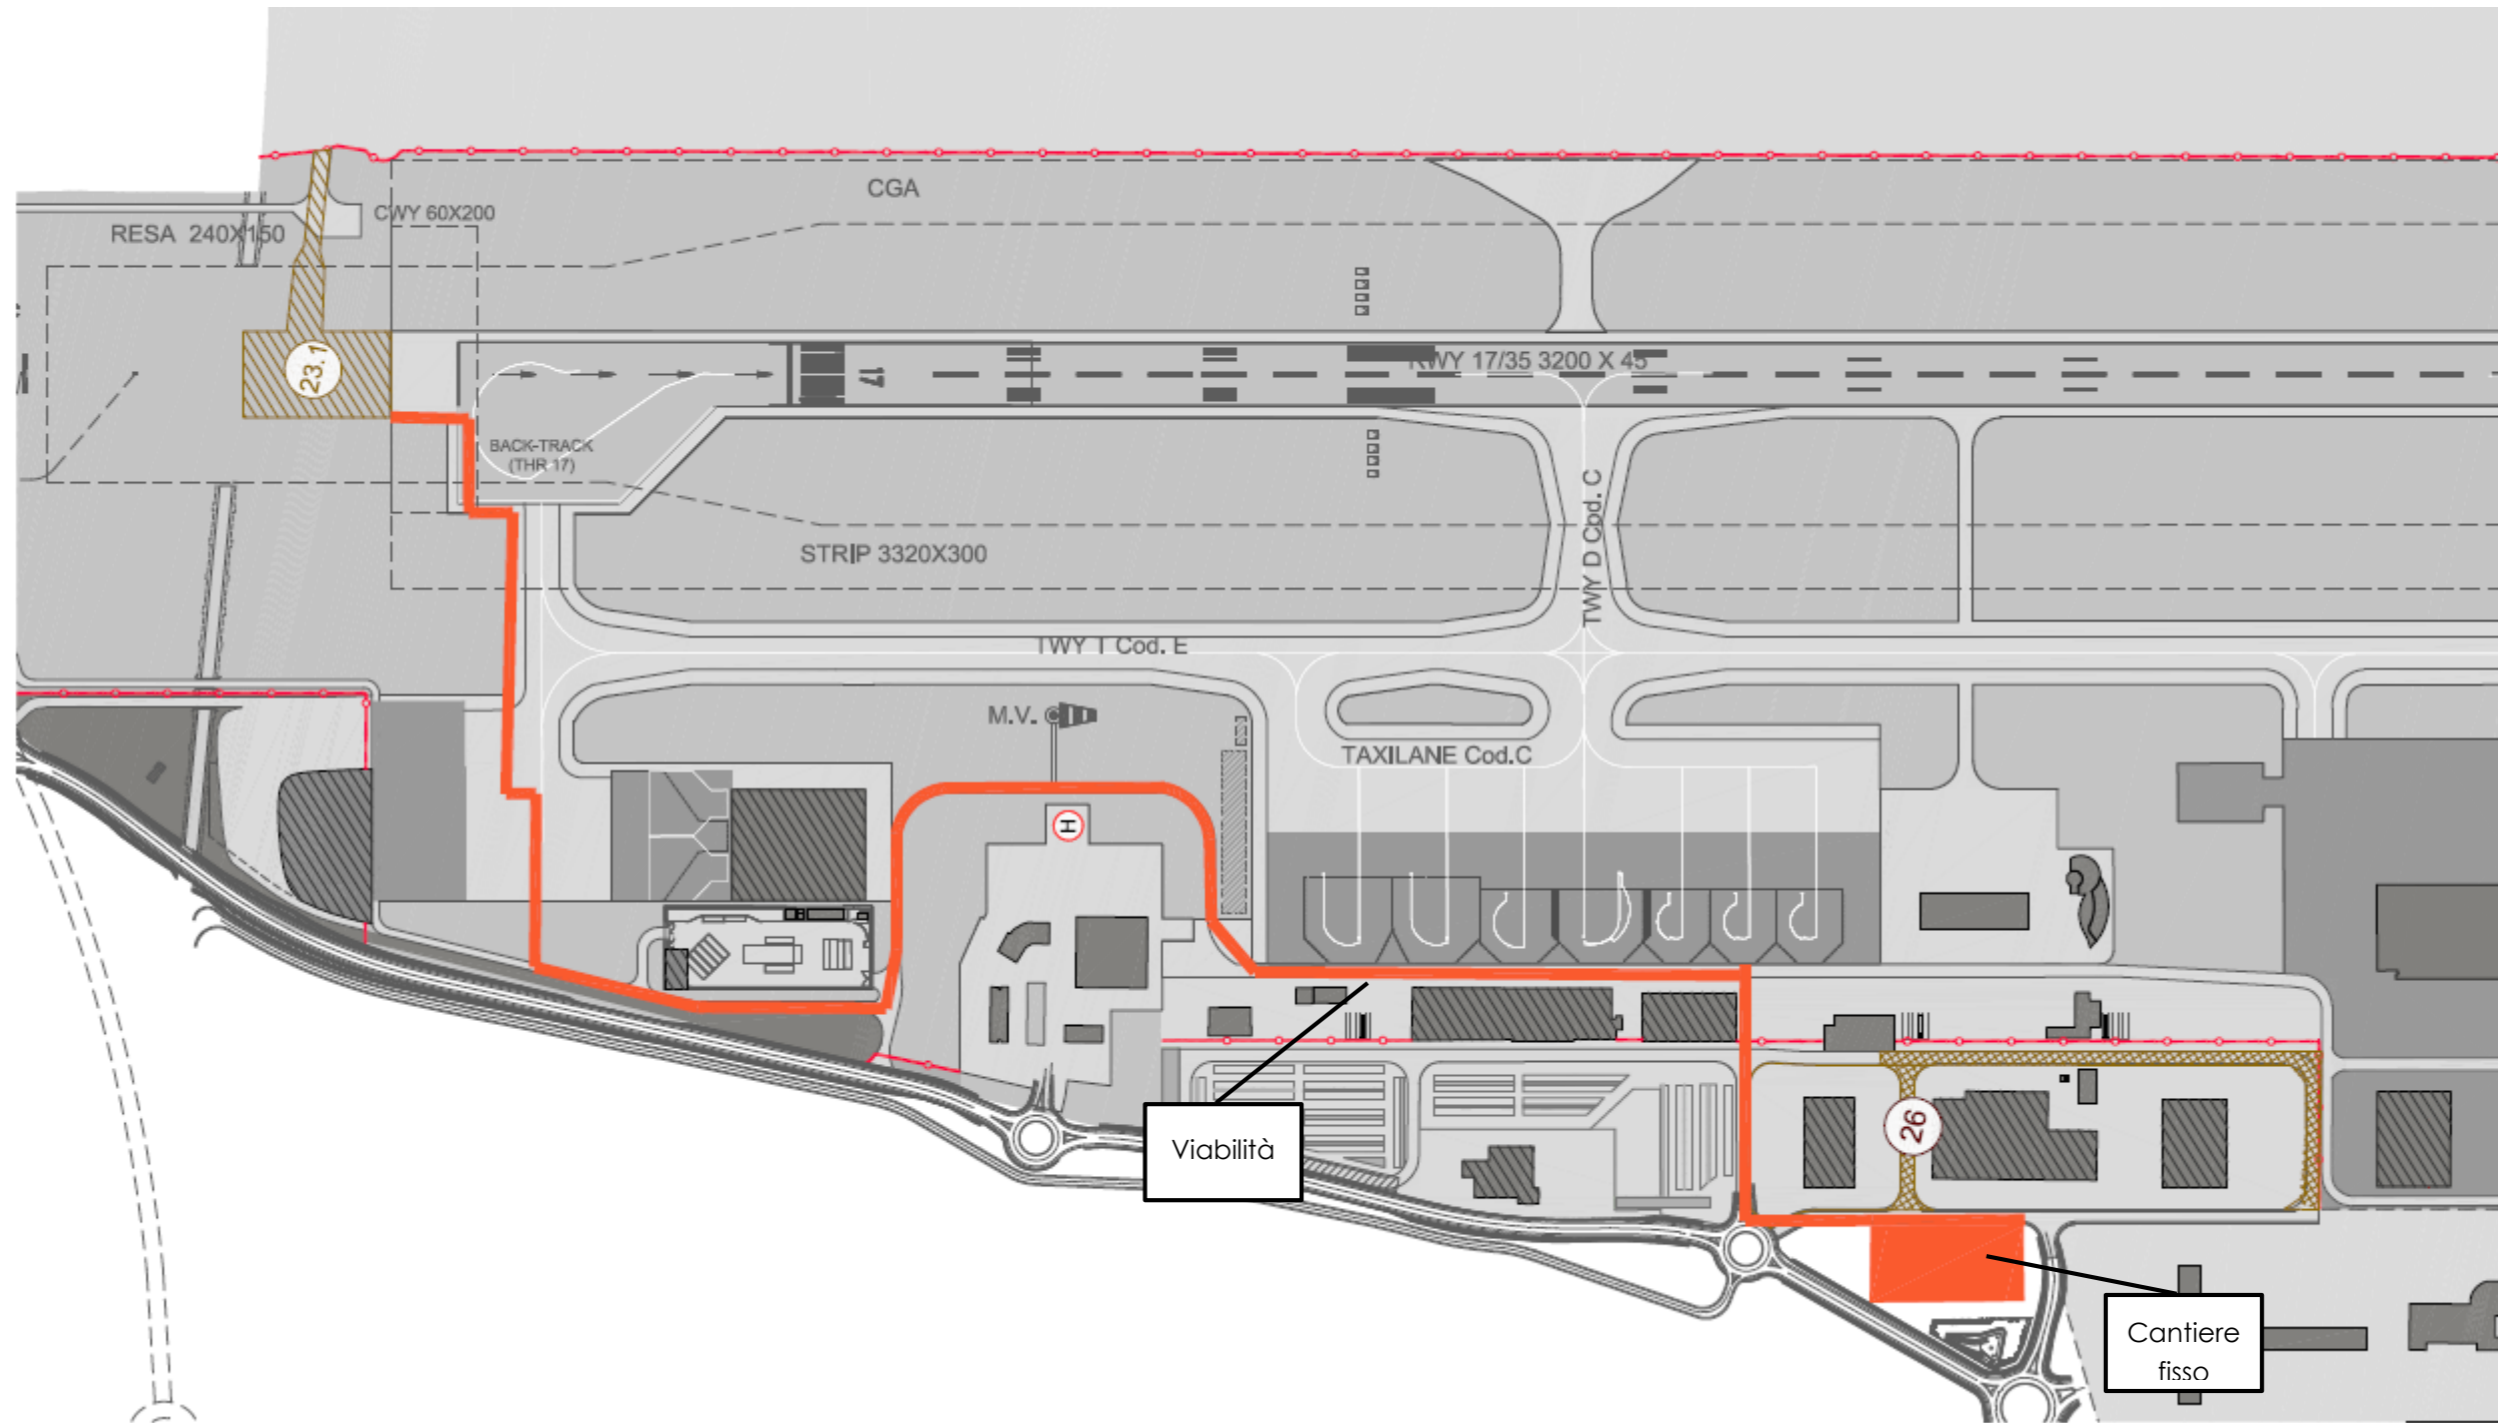 CGA
CWY 60X200
RESA 240X150
23.1
17
RWY 17/35 3200 X 45
BACK-TRACK
(THR 17)
TWY D Cod. C
STRIP 3320X300
TWY T Cod. E
M.V.
TAXILANE Cod.C
H
26
Viabilità
Cantiere
fisso